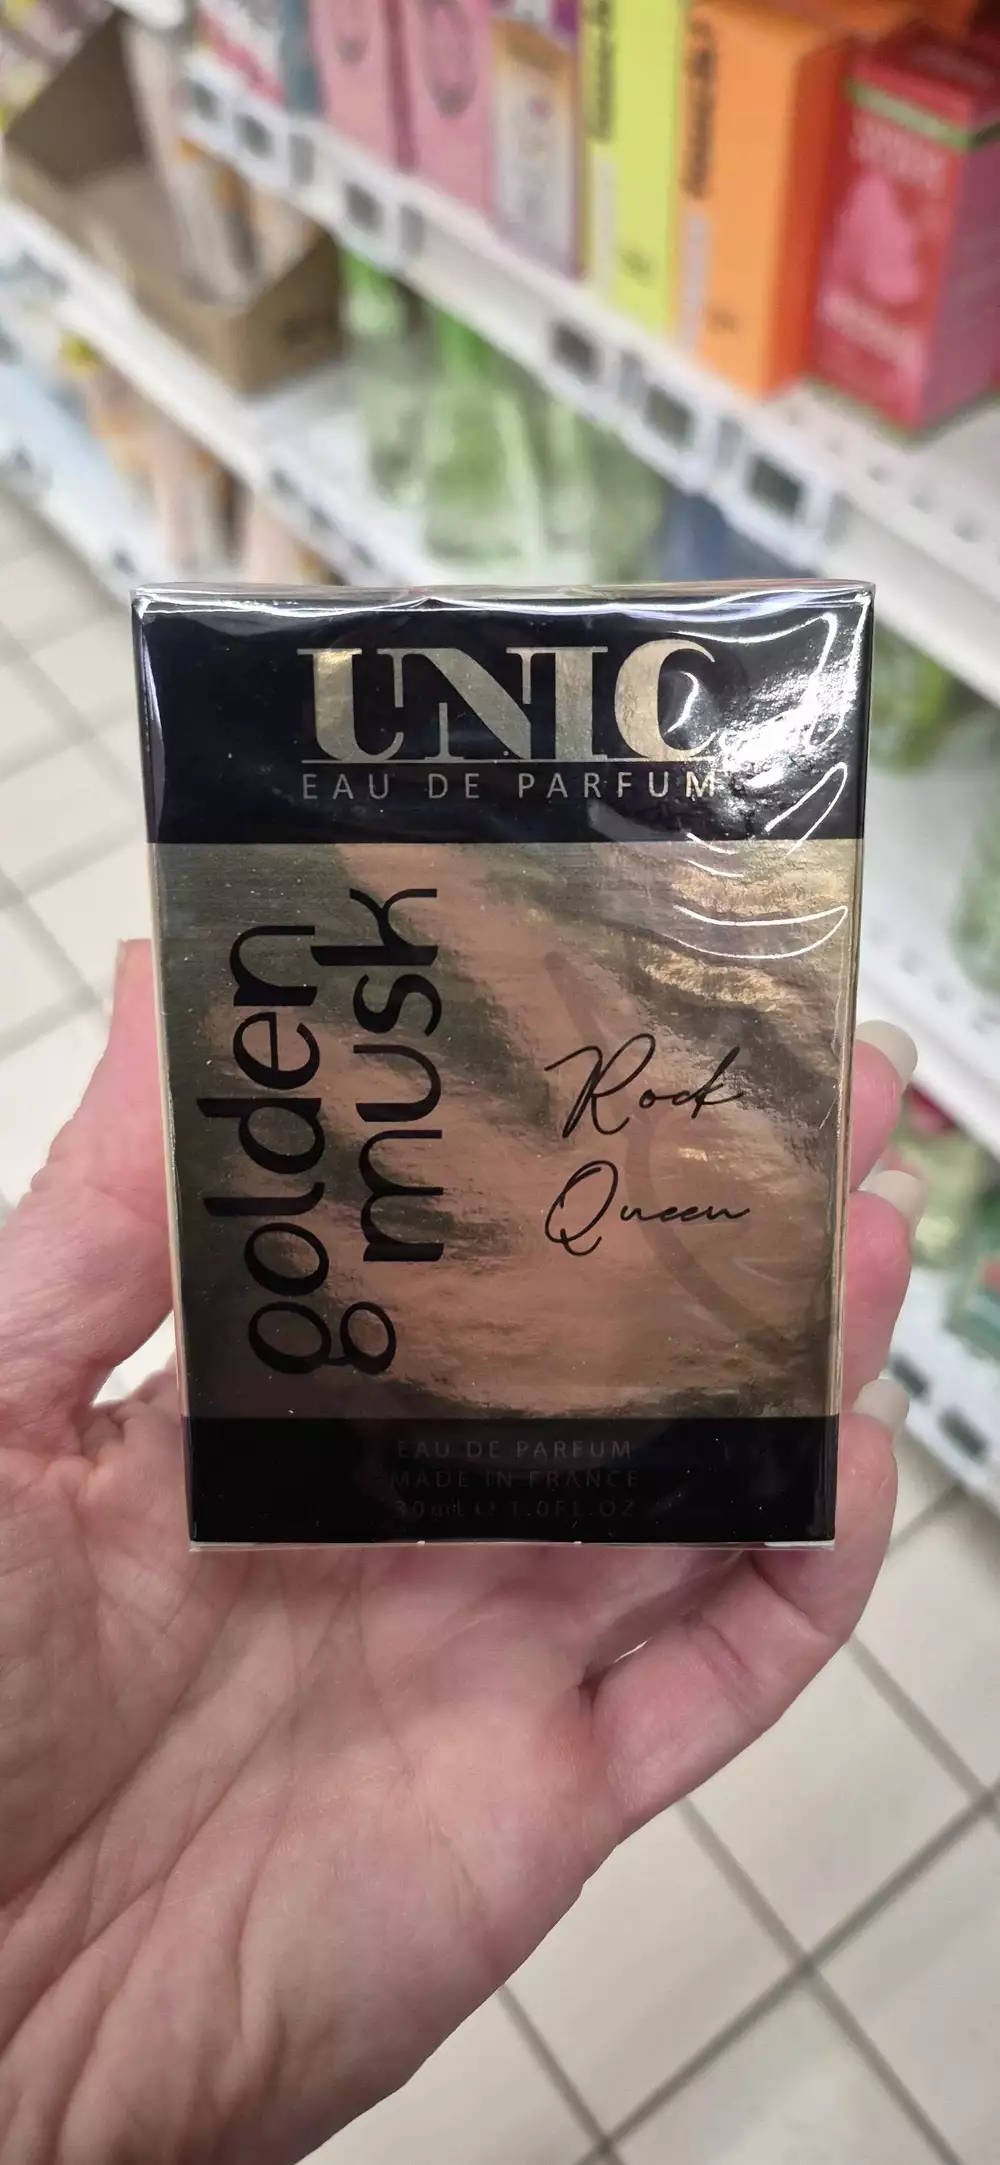 UNIC
EAU DE PARFUM
golden
musk
Rock
Queen
EAU DE PARFUM
MADE IN FRANCE
30mL e 1.0FL.OZ